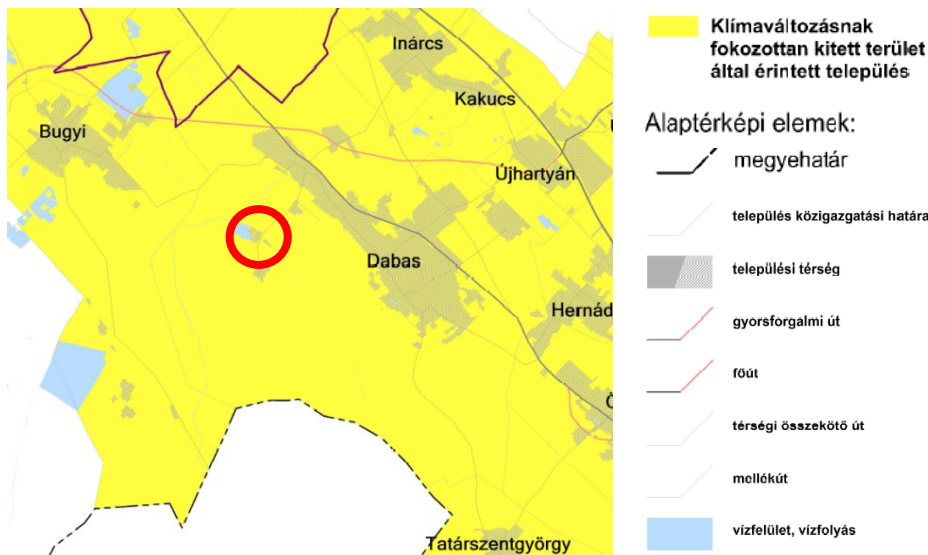 Inárcs
Kakucs
Bugyi
Újhartyán
Dabas
Hernád
Tatárszentgyörgy
Klímaváltozásnak
fokozottan kitett terület
által érintett település
Alaptérképi elemek:
megyehatár
település közigazgatási határa
települési térség
gyorsforgalmi út
főút
térségi összekötő út
mellékút
vízfelület, vízfolyás